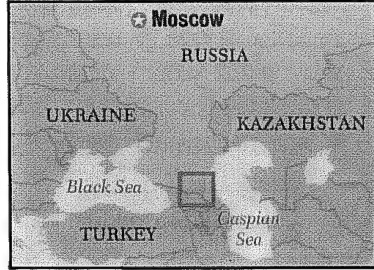 Moscow
RUSSIA
UKRAINE
KAZAKHSTAN
Black Sea
Caspian
Sea
TURKEY